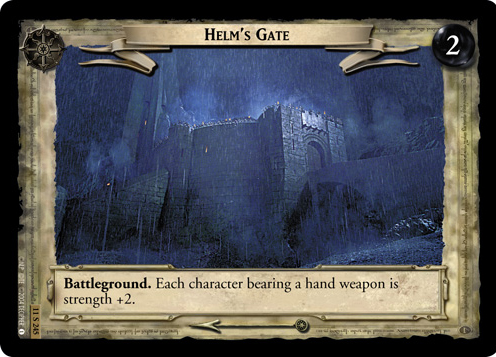 HELM'S GATE
2
Battleground. Each character bearing a hand weapon is
strength +2.
11 S 245